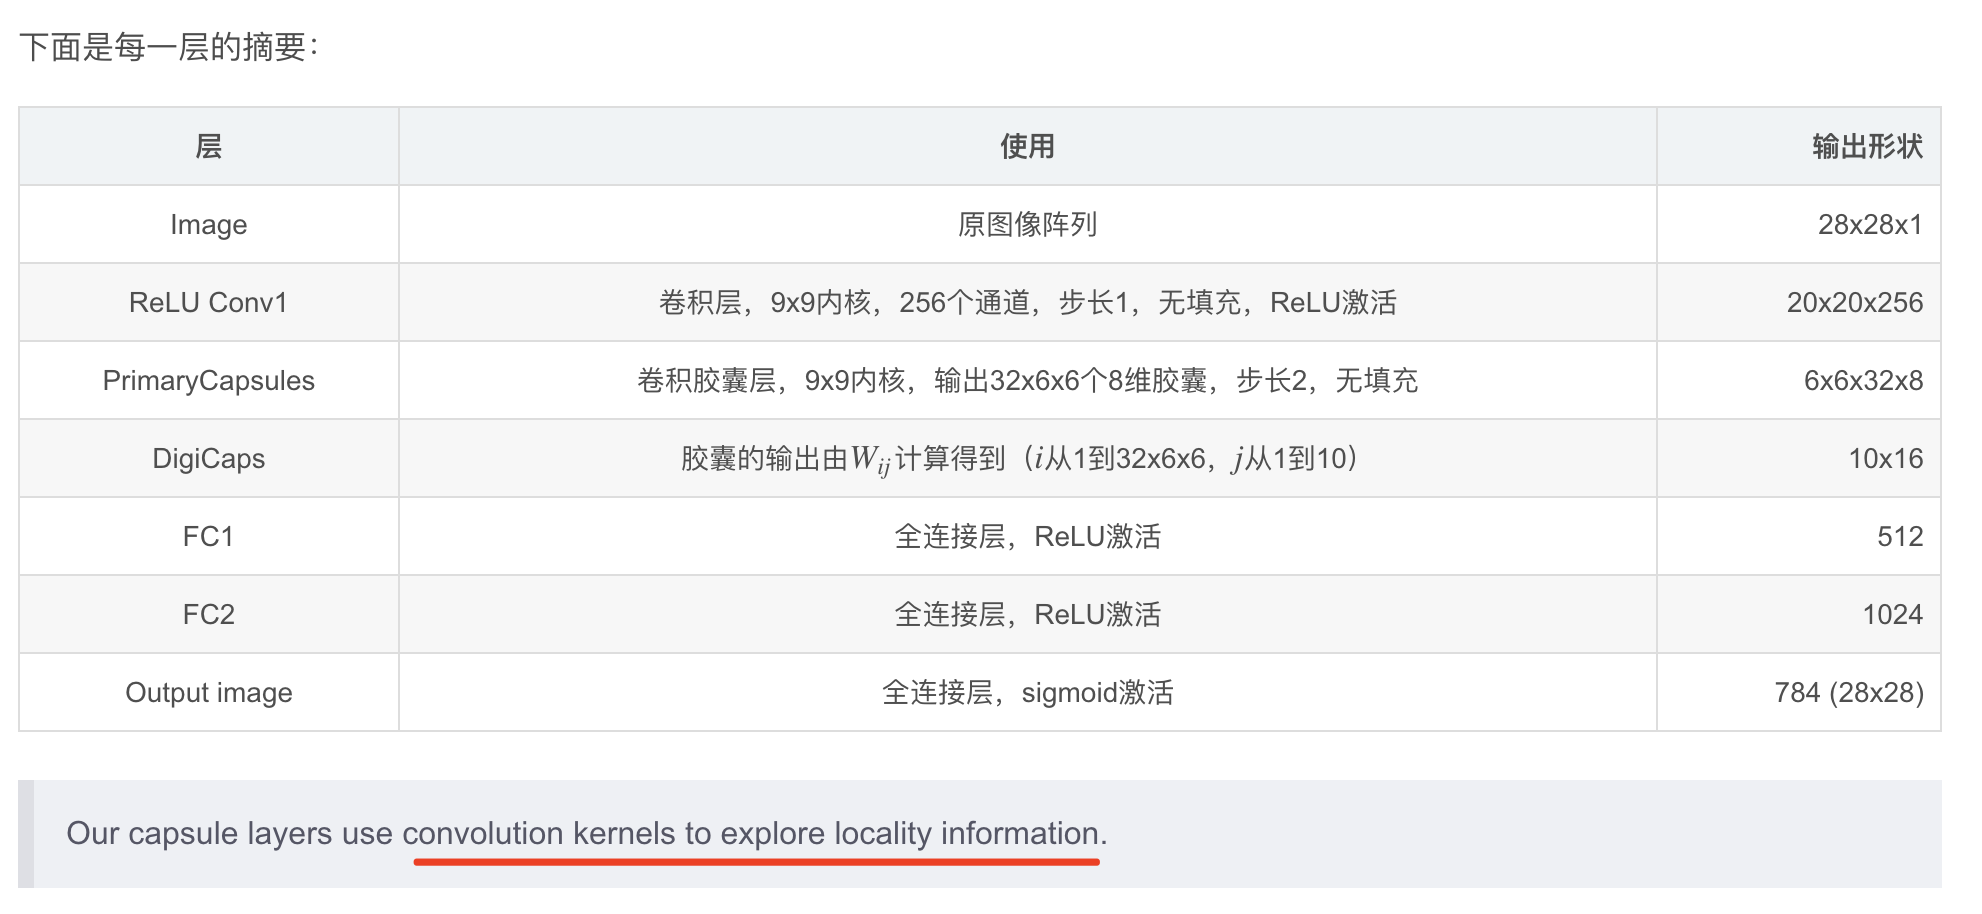 下面是每一层的摘要：
层 使用 输出形状
Image 原图像阵列 28x28x1
ReLU Conv1 卷积层，9x9内核，256个通道，步长1，无填充，ReLU激活 20x20x256
PrimaryCapsules 卷积胶囊层，9x9内核，输出32x6x6个8维胶囊，步长2，无填充 6x6x32x8
DigiCaps 胶囊的输出由Wij计算得到（i从1到32x6x6，j从1到10） 10x16
FC1 全连接层，ReLU激活 512
FC2 全连接层，ReLU激活 1024
Output image 全连接层，sigmoid激活 784 (28x28)
Our capsule layers use convolution kernels to explore locality information.